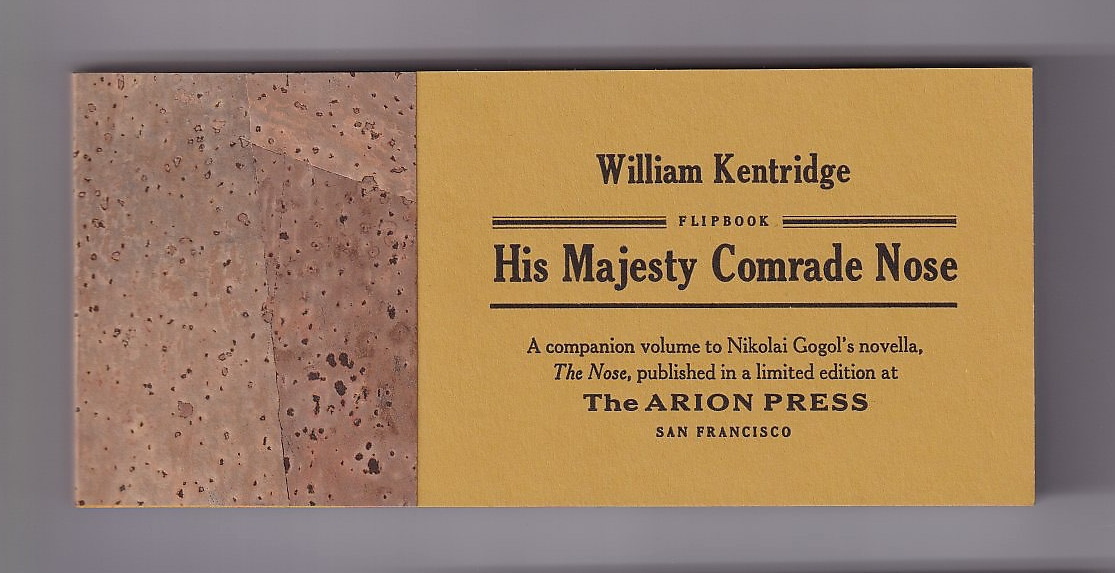 William Kentridge
FLIPBOOK
His Majesty Comrade Nose
A companion volume to Nikolai Gogol's novella,
The Nose, published in a limited edition at
The ARION PRESS
SAN FRANCISCO